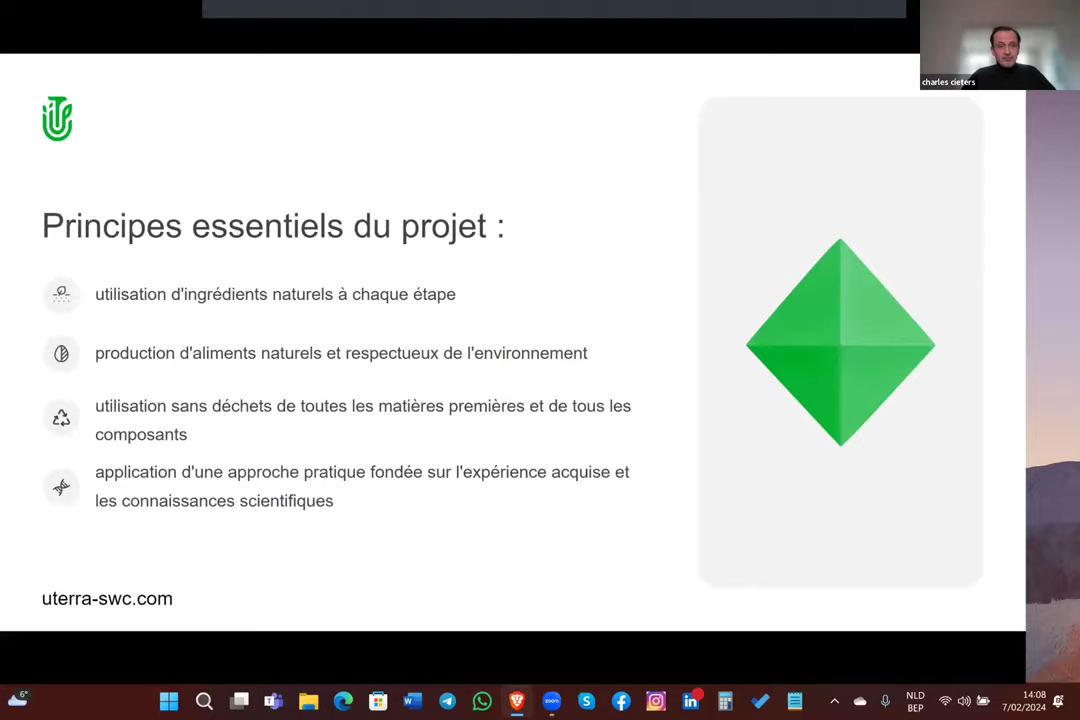 charles cieters
Principes essentiels du projet :
utilisation d'ingrédients naturels à chaque étape
production d'aliments naturels et respectueux de l'environnement
utilisation sans déchets de toutes les matières premières et de tous les
composants
application d'une approche pratique fondée sur l'expérience acquise et
les connaissances scientifiques
uterra-swc.com
6°
zoom
NLD
BEP
14:08
7/02/2024